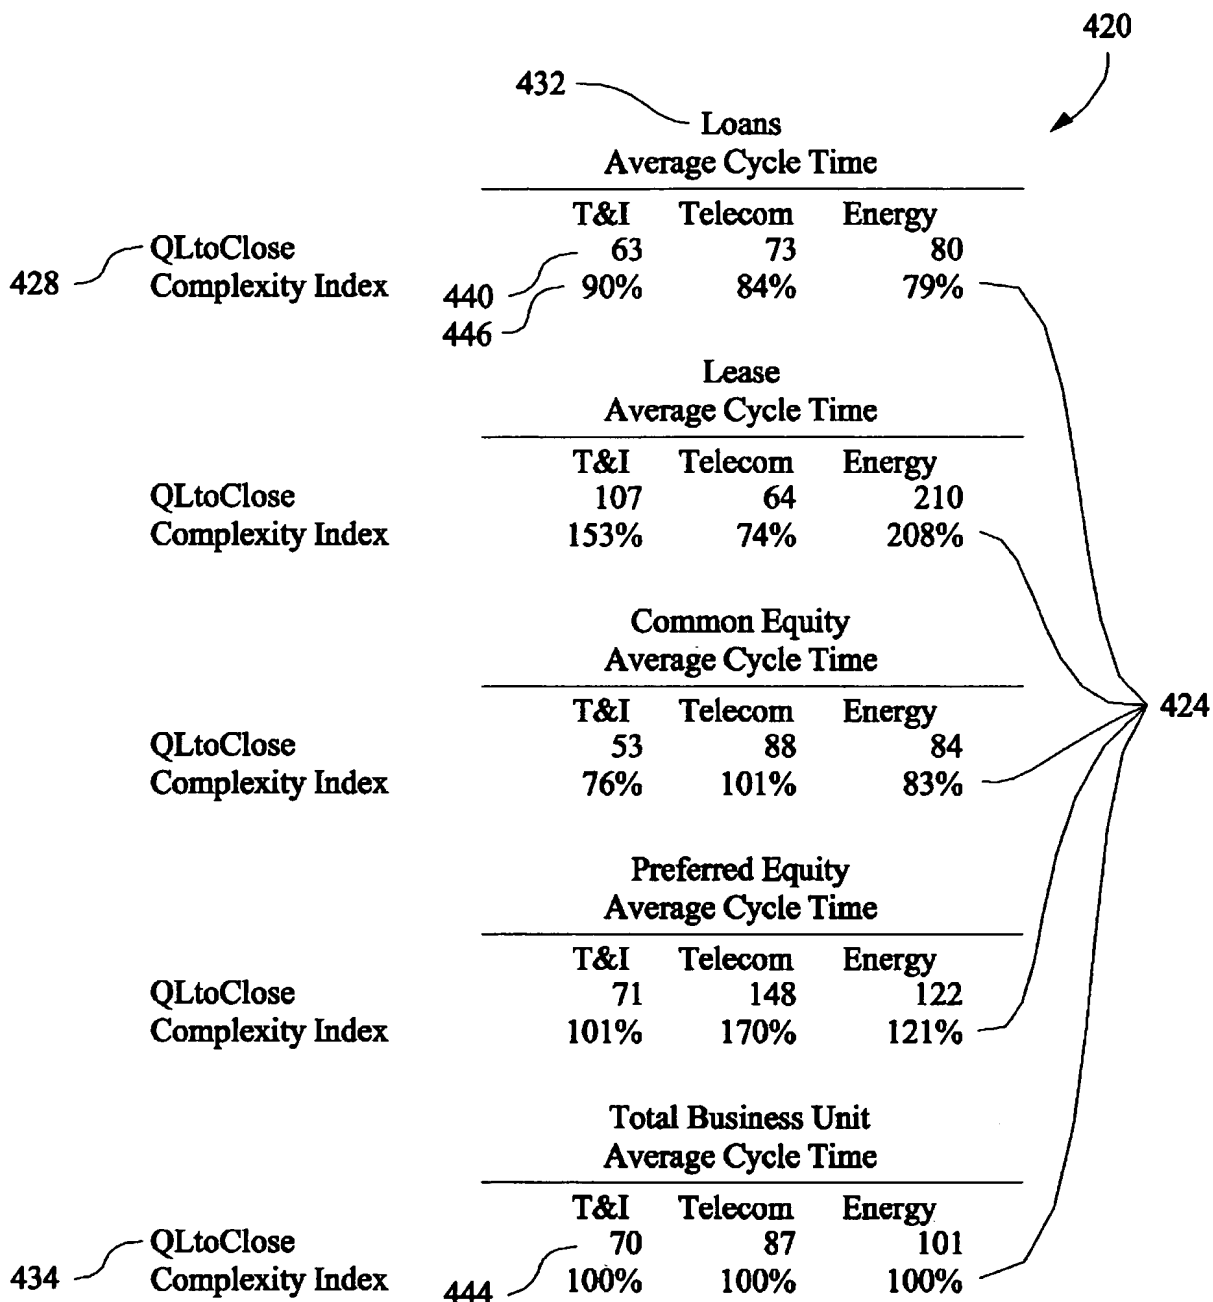 420
432
Loans
Average Cycle Time
T&I Telecom Energy
QLtoClose 63 73 80
428 Complexity Index 440 90% 84% 79%
446
Lease
Average Cycle Time
T&I Telecom Energy
QLtoClose 107 64 210
Complexity Index 153% 74% 208%
Common Equity
Average Cycle Time
T&I Telecom Energy 424
QLtoClose 53 88 84
Complexity Index 76% 101% 83%
Preferred Equity
Average Cycle Time
T&I Telecom Energy
QLtoClose 71 148 122
Complexity Index 101% 170% 121%
Total Business Unit
Average Cycle Time
T&I Telecom Energy
QLtoClose 70 87 101
434 Complexity Index 444 100% 100% 100%